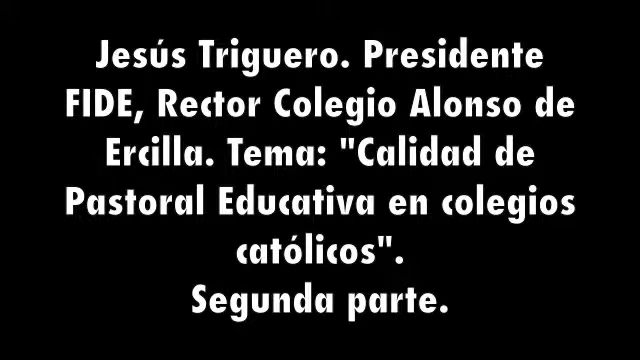 Jesús Triguero. Presidente
FIDE, Rector Colegio Alonso de
Ercilla. Tema: "Calidad de
Pastoral Educativa en colegios
católicos".
Segunda parte.